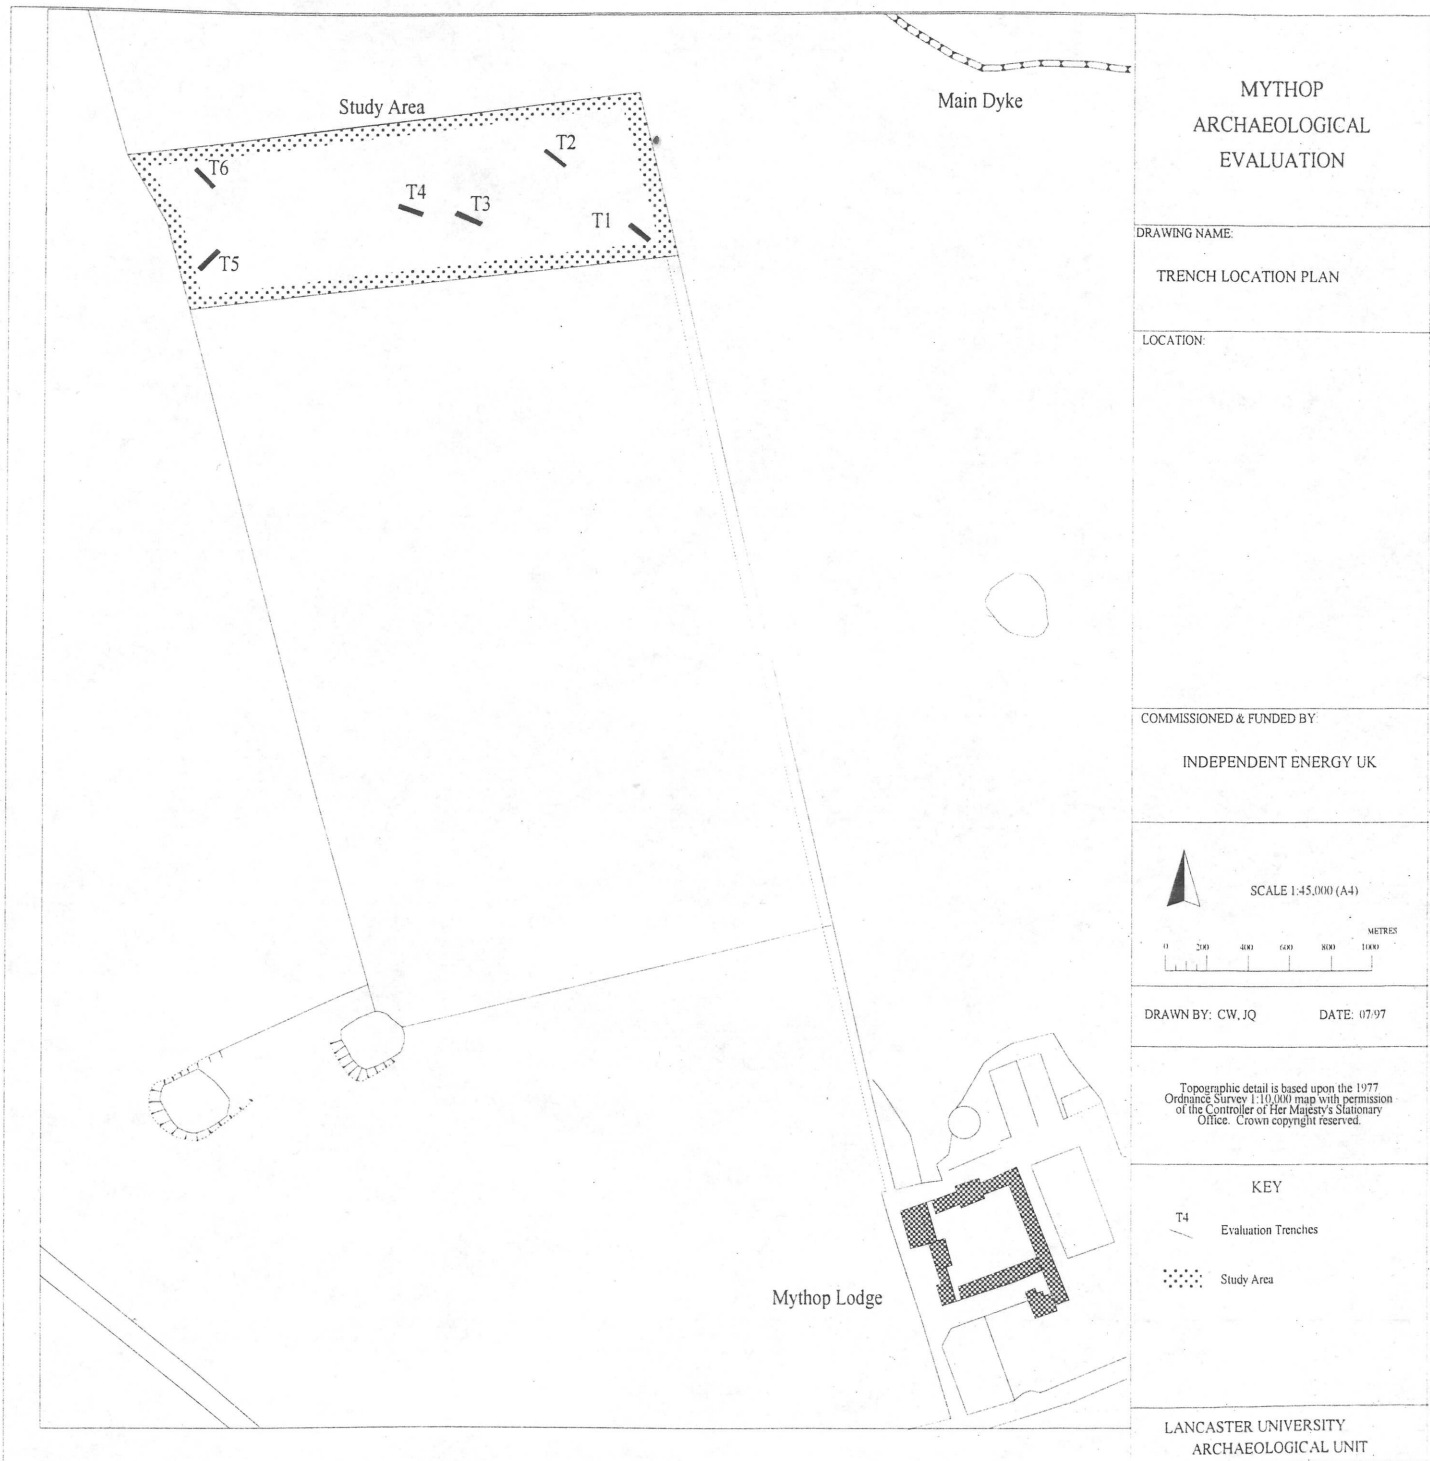 Study Area
Main Dyke
T2
T6
T4
T3
T1
T5
Mythop Lodge
MYTHOP
ARCHAEOLOGICAL
EVALUATION
DRAWING NAME:
TRENCH LOCATION PLAN
LOCATION:
COMMISSIONED & FUNDED BY:
INDEPENDENT ENERGY UK
SCALE 1:45,000 (A4)
METRES
0 200 400 600 800 1000
DRAWN BY: CW, JQ DATE: 07/97
Topographic detail is based upon the 1977
Ordnance Survey 1:10,000 map with permission
of the Controller of Her Majesty's Stationary
Office. Crown copyright reserved.
KEY
T4
Evaluation Trenches
Study Area
LANCASTER UNIVERSITY
ARCHAEOLOGICAL UNIT